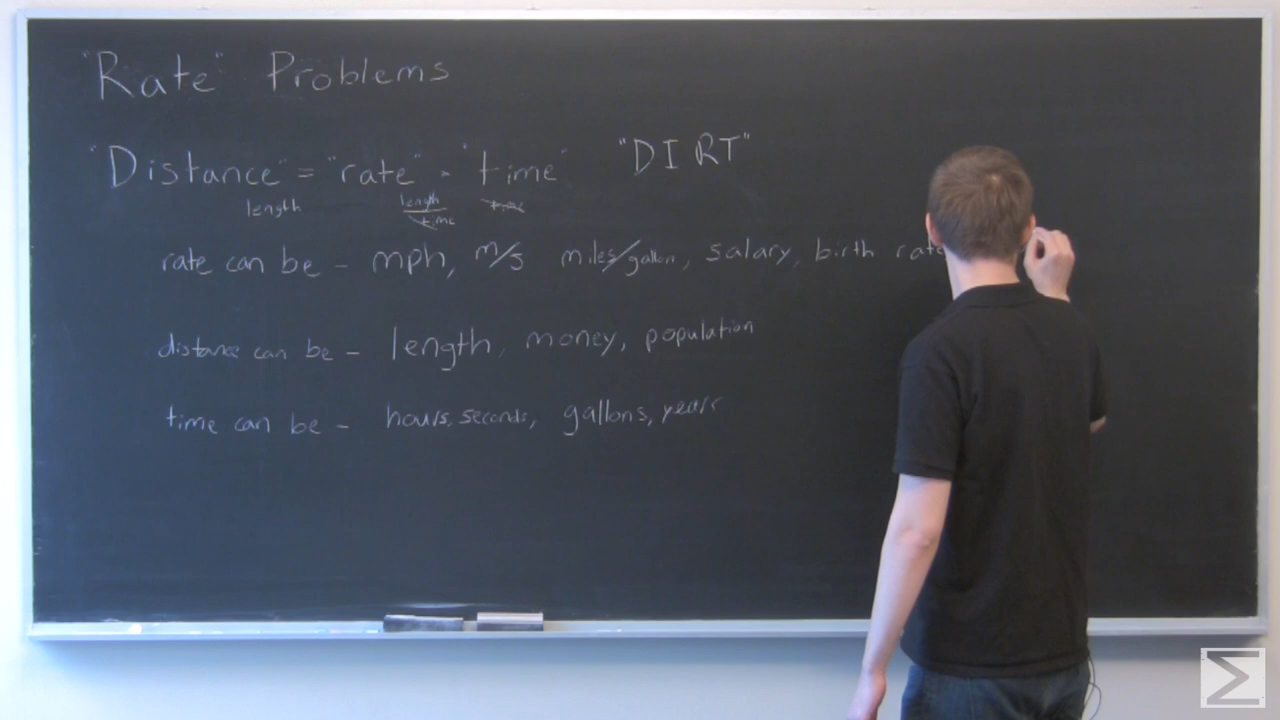 "Rate" Problems
"Distance" = "rate" · "time" "DIRT"
length length/time time
rate can be - mph, m/s miles/gallon, salary, birth rate
distance can be - length, money, population
time can be - hours, seconds, gallons, years
Σ